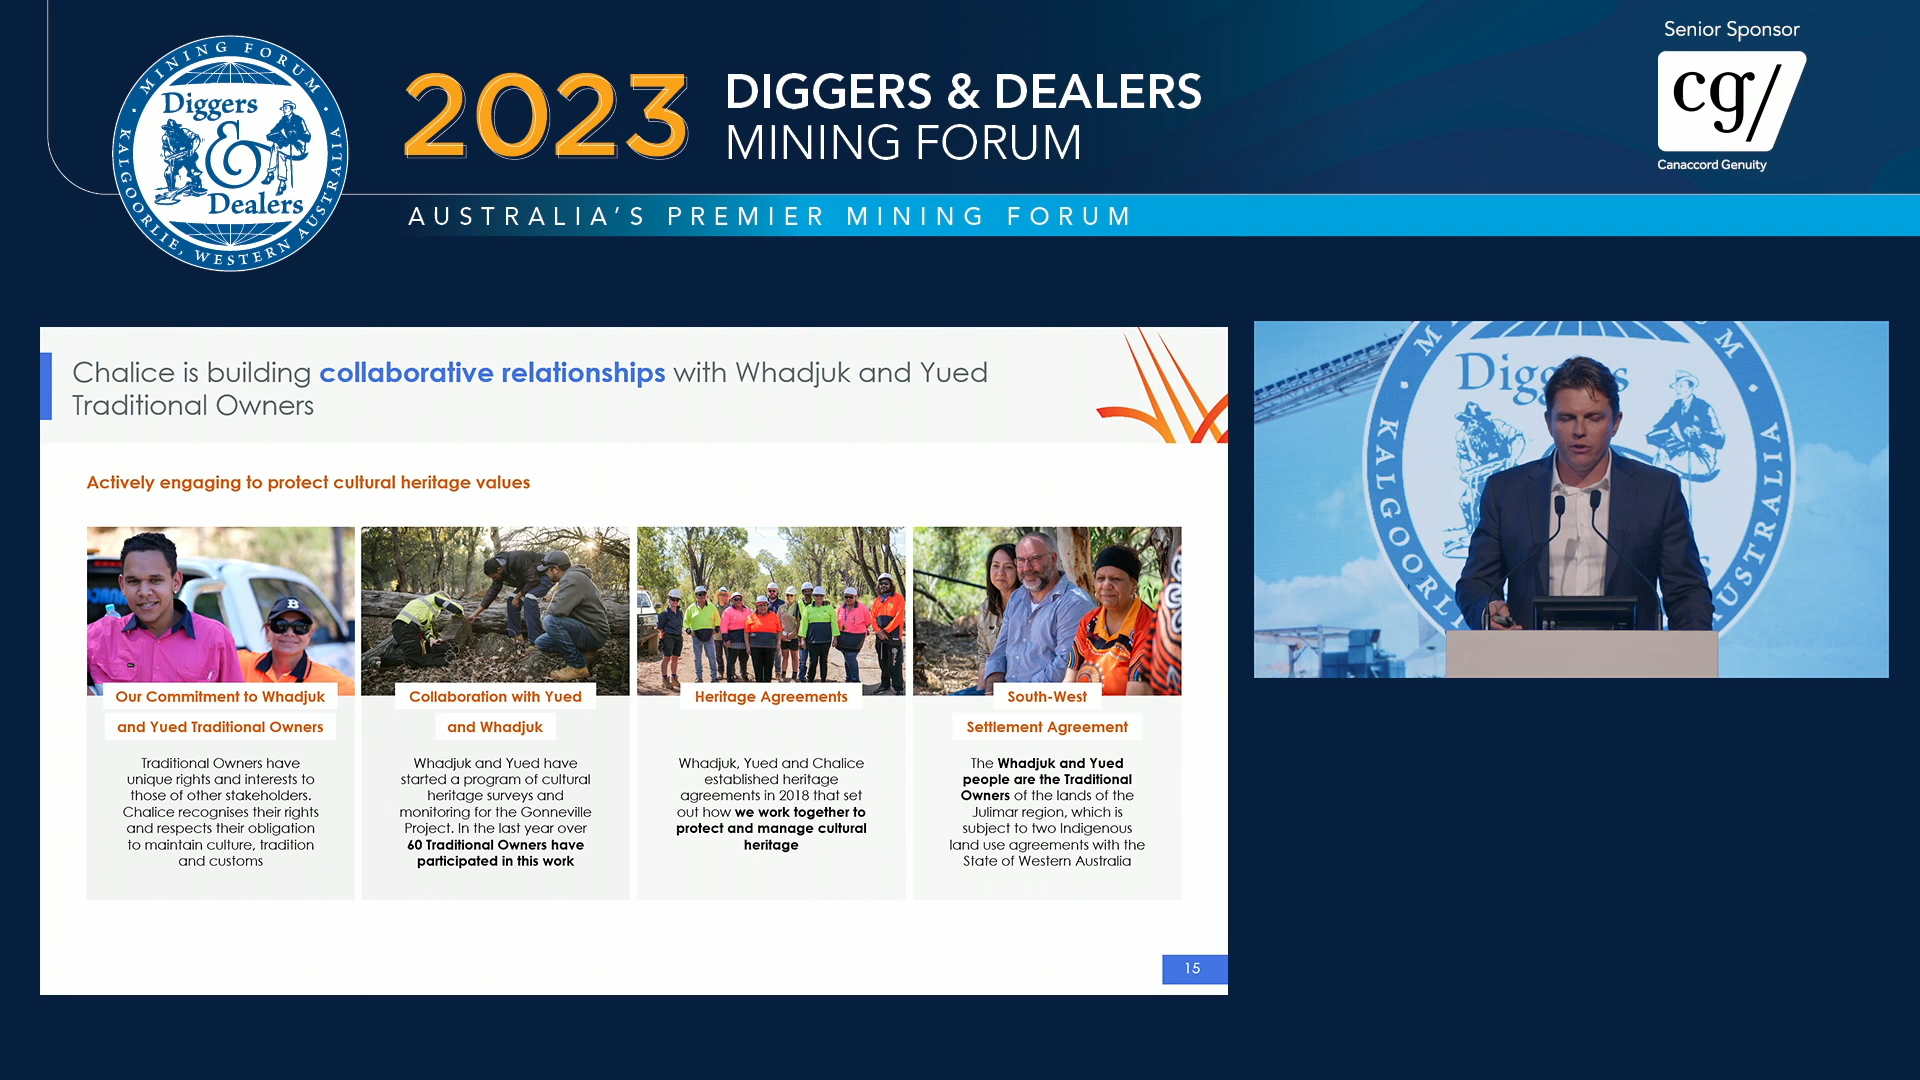 MINING FORUM
Diggers
&
Dealers
KALGOORLIE, WESTERN AUSTRALIA
2023
DIGGERS & DEALERS
MINING FORUM
AUSTRALIA'S PREMIER MINING FORUM
Senior Sponsor
cg/
Canaccord Genuity
Chalice is building collaborative relationships with Whadjuk and Yued
Traditional Owners
Actively engaging to protect cultural heritage values
Our Commitment to Whadjuk
and Yued Traditional Owners
Traditional Owners have
unique rights and interests to
those of other stakeholders.
Chalice recognises their rights
and respects their obligation
to maintain culture, tradition
and customs
Collaboration with Yued
and Whadjuk
Whadjuk and Yued have
started a program of cultural
heritage surveys and
monitoring for the Gonneville
Project. In the last year over
60 Traditional Owners have
participated in this work
Heritage Agreements
Whadjuk, Yued and Chalice
established heritage
agreements in 2018 that set
out how we work together to
protect and manage cultural
heritage
South-West
Settlement Agreement
The Whadjuk and Yued
people are the Traditional
Owners of the lands of the
Julimar region, which is
subject to two Indigenous
land use agreements with the
State of Western Australia
15